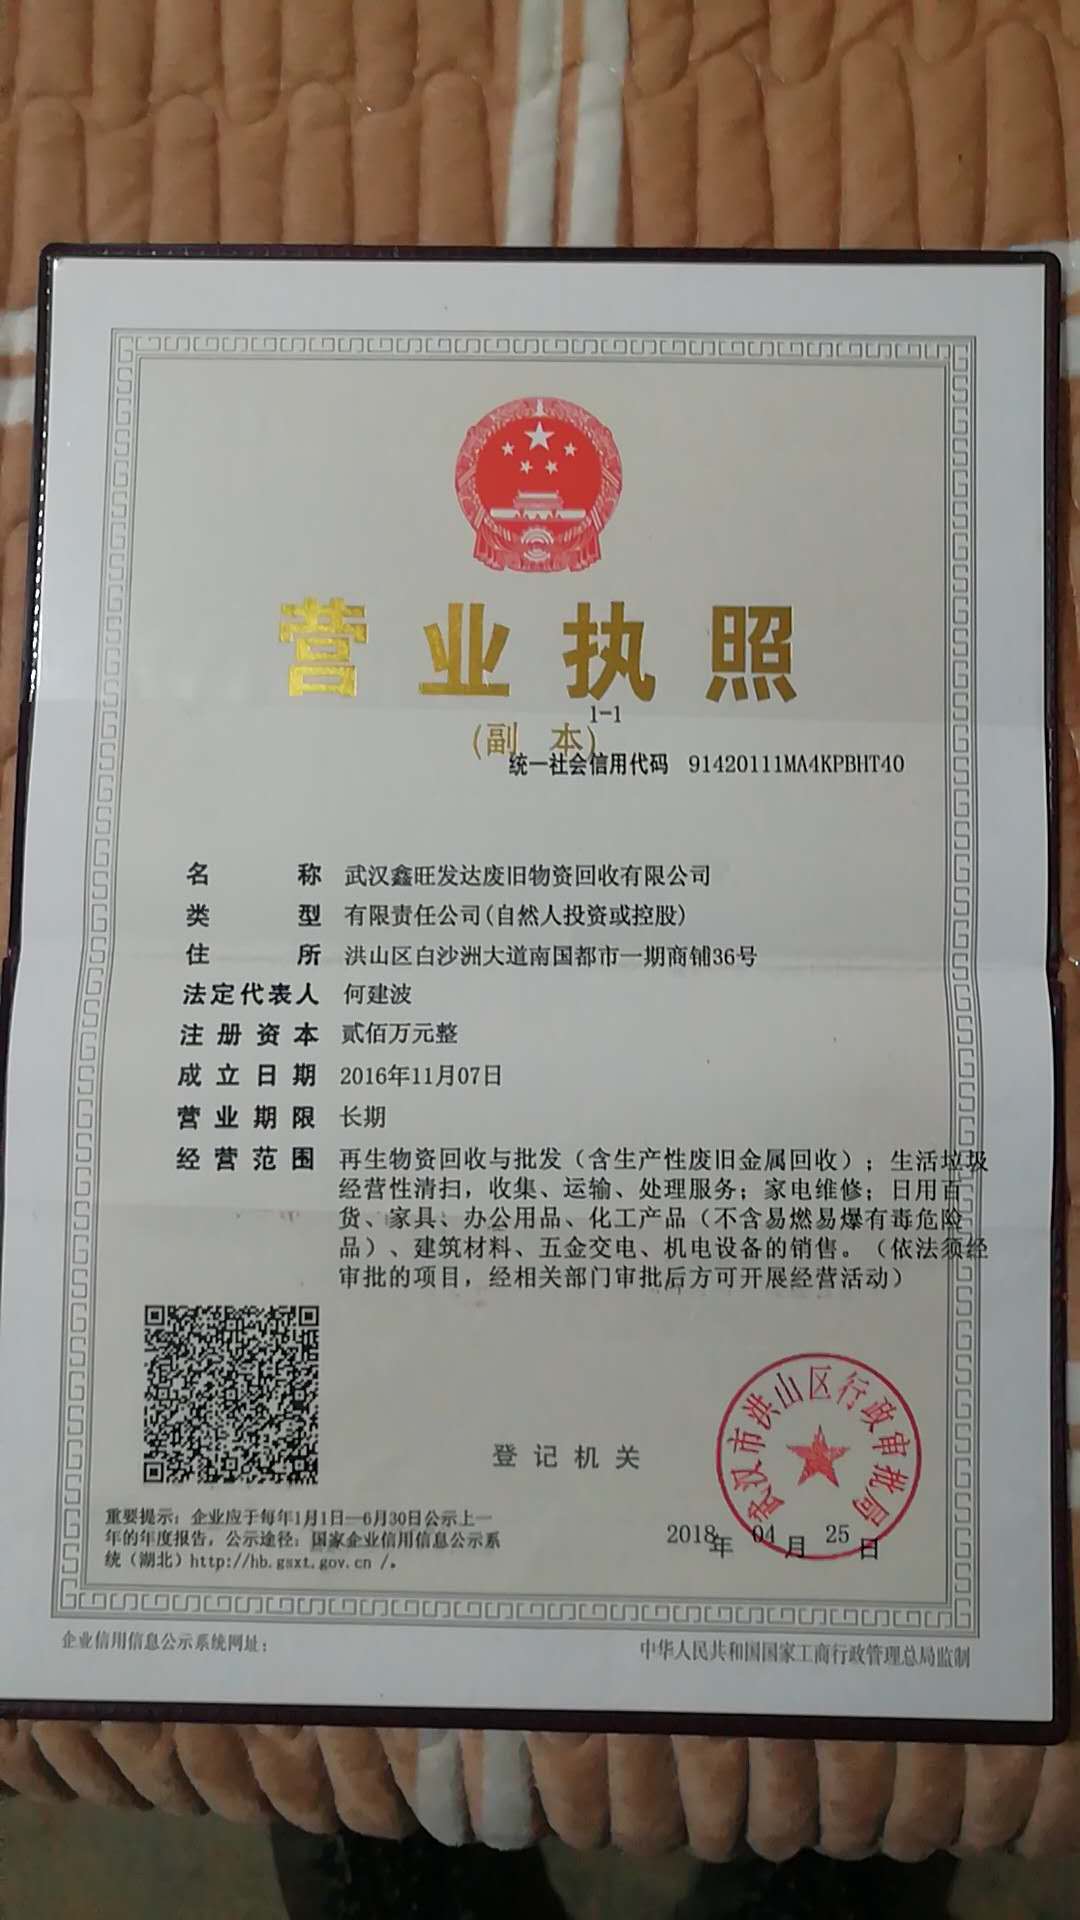 营业执照
1-1
(副 本)
统一社会信用代码 91420111MA4KPBHT40
名 称 武汉鑫旺发达废旧物资回收有限公司
类 型 有限责任公司(自然人投资或控股)
住 所 洪山区白沙洲大道南国都市一期商铺36号
法定代表人 何建波
注册资本 贰佰万元整
成立日期 2016年11月07日
营业期限 长期
经营范围 再生物资回收与批发（含生产性废旧金属回收）；生活垃圾
经营性清扫，收集、运输、处理服务；家电维修；日用百
货、家具、办公用品、化工产品（不含易燃易爆有毒危险
品）、建筑材料、五金交电、机电设备的销售。（依法须经
审批的项目，经相关部门审批后方可开展经营活动）
登记机关
武汉市洪山区行政审批局
2018年04月25日
重要提示：企业应于每年1月1日—6月30日公示上一
年的年度报告，公示途径：国家企业信用信息公示系
统（湖北）http://hb.gsxt.gov.cn /。
企业信用信息公示系统网址：
中华人民共和国国家工商行政管理总局监制